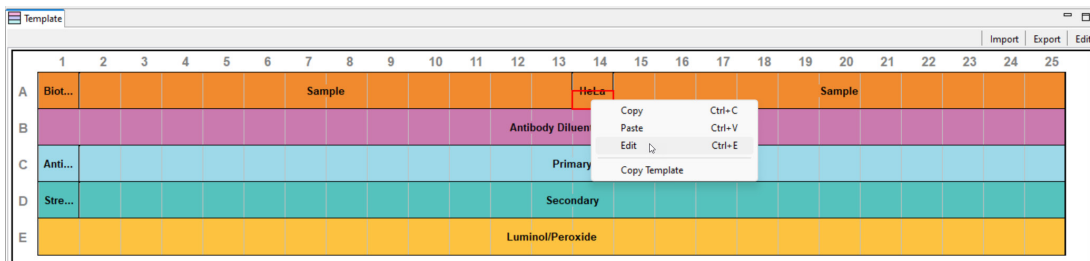 Template
Import Export Edit
1 2 3 4 5 6 7 8 9 10 11 12 13 14 15 16 17 18 19 20 21 22 23 24 25
A Biot... Sample HeLa Sample
B Antibody Diluent
C Anti... Primary
D Stre... Secondary
E Luminol/Peroxide
Copy Ctrl+C
Paste Ctrl+V
Edit Ctrl+E
Copy Template